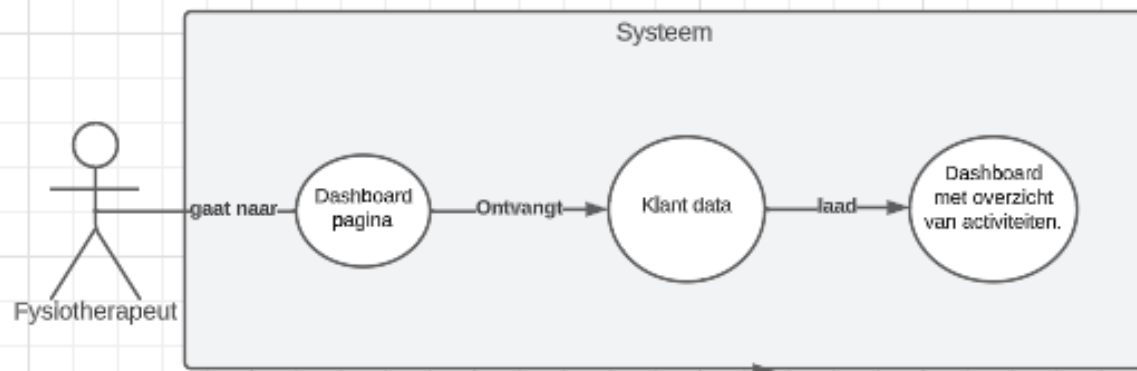 Systeem
gaat naar
Dashboard
pagina
Ontvangt
Klant data
laad
Dashboard
met overzicht
van activiteiten.
Fysiotherapeut